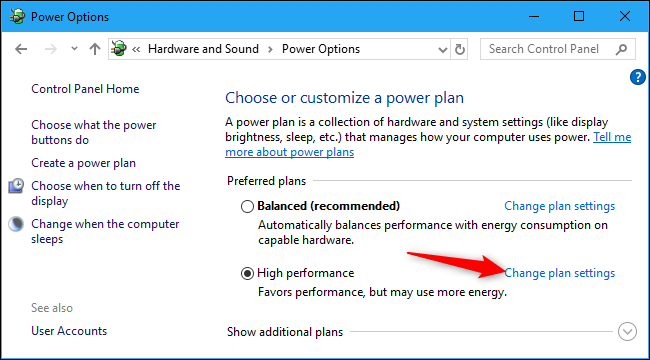 Power Options
« Hardware and Sound > Power Options
Search Control Panel
?
Control Panel Home
Choose what the power
buttons do
Create a power plan
Choose when to turn off the
display
Change when the computer
sleeps
See also
User Accounts
Choose or customize a power plan
A power plan is a collection of hardware and system settings (like display
brightness, sleep, etc.) that manages how your computer uses power. Tell me
more about power plans
Preferred plans
Balanced (recommended) Change plan settings
Automatically balances performance with energy consumption on
capable hardware.
High performance Change plan settings
Favors performance, but may use more energy.
Show additional plans